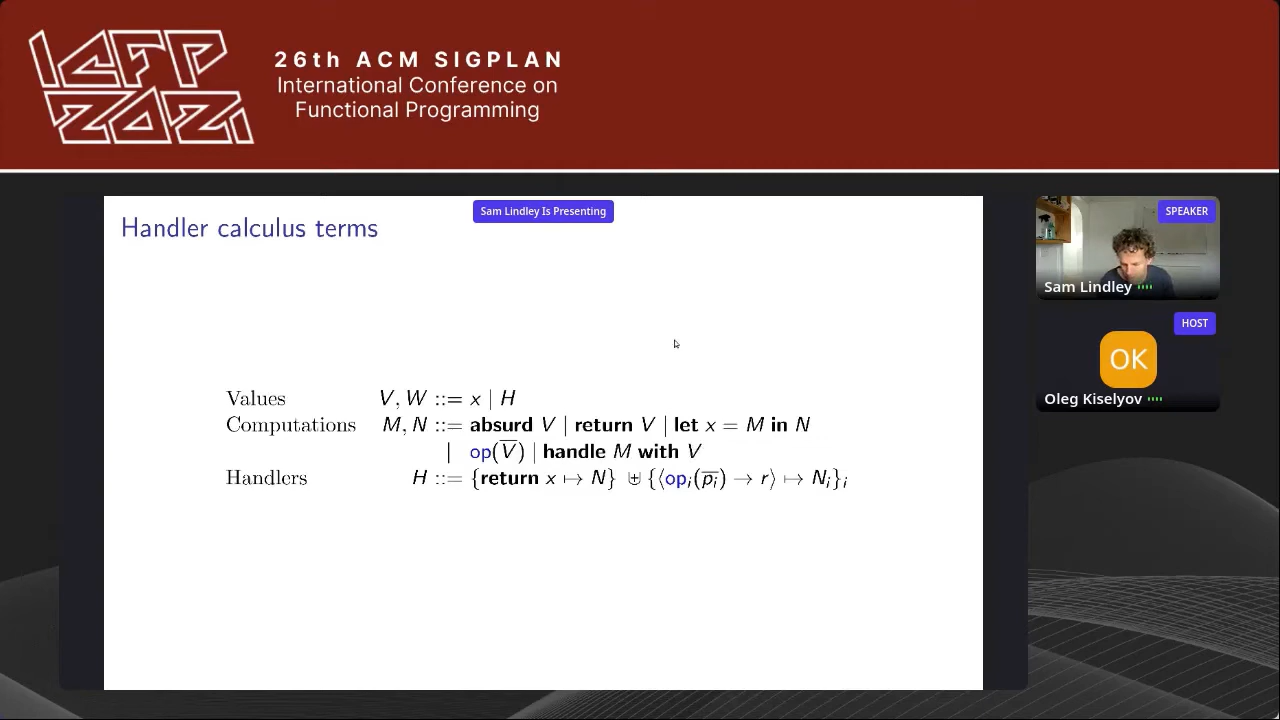 ICFP
2021
26th ACM SIGPLAN
International Conference on
Functional Programming
Handler calculus terms
Sam Lindley Is Presenting
SPEAKER
Sam Lindley
HOST
OK
Oleg Kiselyov
Values V, W ::= x | H
Computations M, N ::= absurd V | return V | let x = M in N
| op(V̅) | handle M with V
Handlers H ::= {return x ↦ N} ⊎ {⟨opᵢ(p̅ᵢ) → r⟩ ↦ Nᵢ}ᵢ